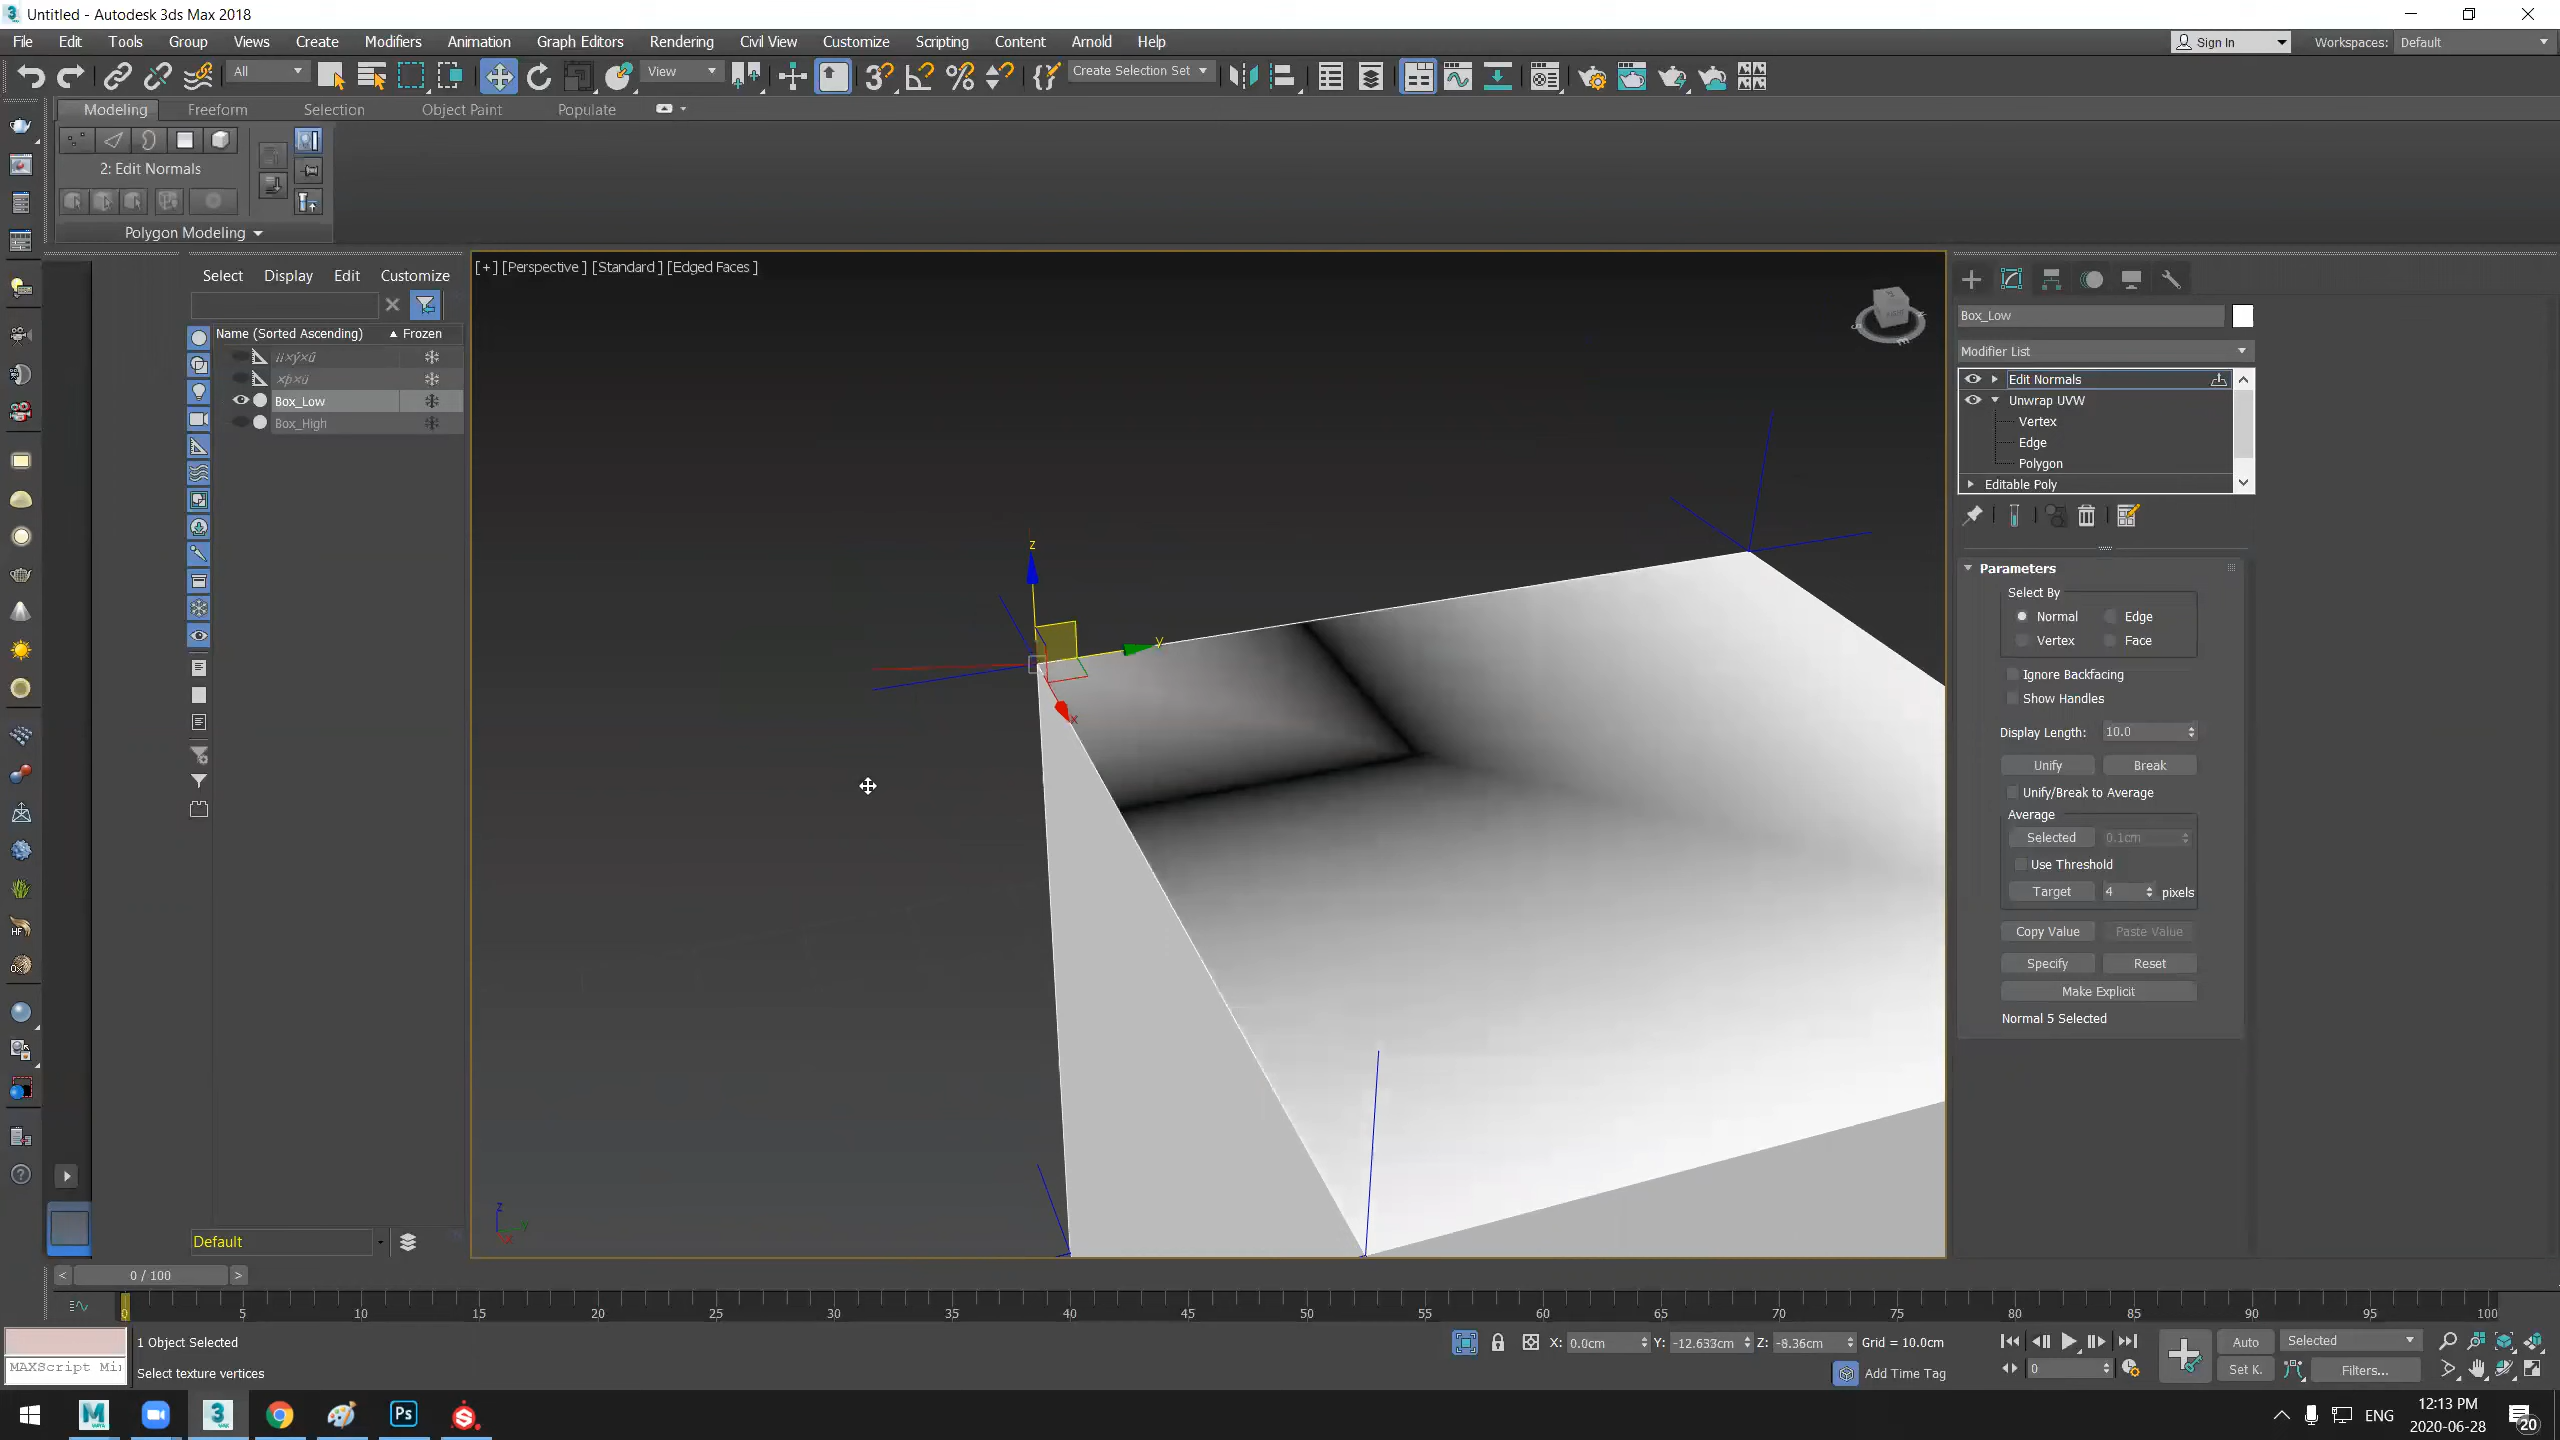 Untitled - Autodesk 3ds Max 2018
File Edit Tools Group Views Create Modifiers Animation Graph Editors Rendering Civil View Customize Scripting Content Arnold Help
Sign In Workspaces: Default
All View Create Selection Set
Modeling Freeform Selection Object Paint Populate
2: Edit Normals
Polygon Modeling
Select Display Edit Customize
[+] [Perspective ] [Standard ] [Edged Faces ]
Name (Sorted Ascending) Frozen
Box_Low
Box_High
Box_Low
Modifier List
Edit Normals
Unwrap UVW
Vertex
Edge
Polygon
Editable Poly
Parameters
Select By
Normal Edge
Vertex Face
Ignore Backfacing
Show Handles
Display Length: 10.0
Unify Break
Unify/Break to Average
Average
Selected 0.1cm
Use Threshold
Target 4 pixels
Copy Value Paste Value
Specify Reset
Make Explicit
Normal 5 Selected
z
y
x
HF
z
y
x
Default
< 0 / 100 >
0 5 10 15 20 25 30 35 40 45 50 55 60 65 70 75 80 85 90 95 100
1 Object Selected
X: 0.0cm Y: -12.633cm Z: -8.36cm Grid = 10.0cm
Auto Selected
MAXScript Mi
Select texture vertices
Add Time Tag
0
Set K. Filters...
M 3 Ps
ENG
12:13 PM
2020-06-28
20